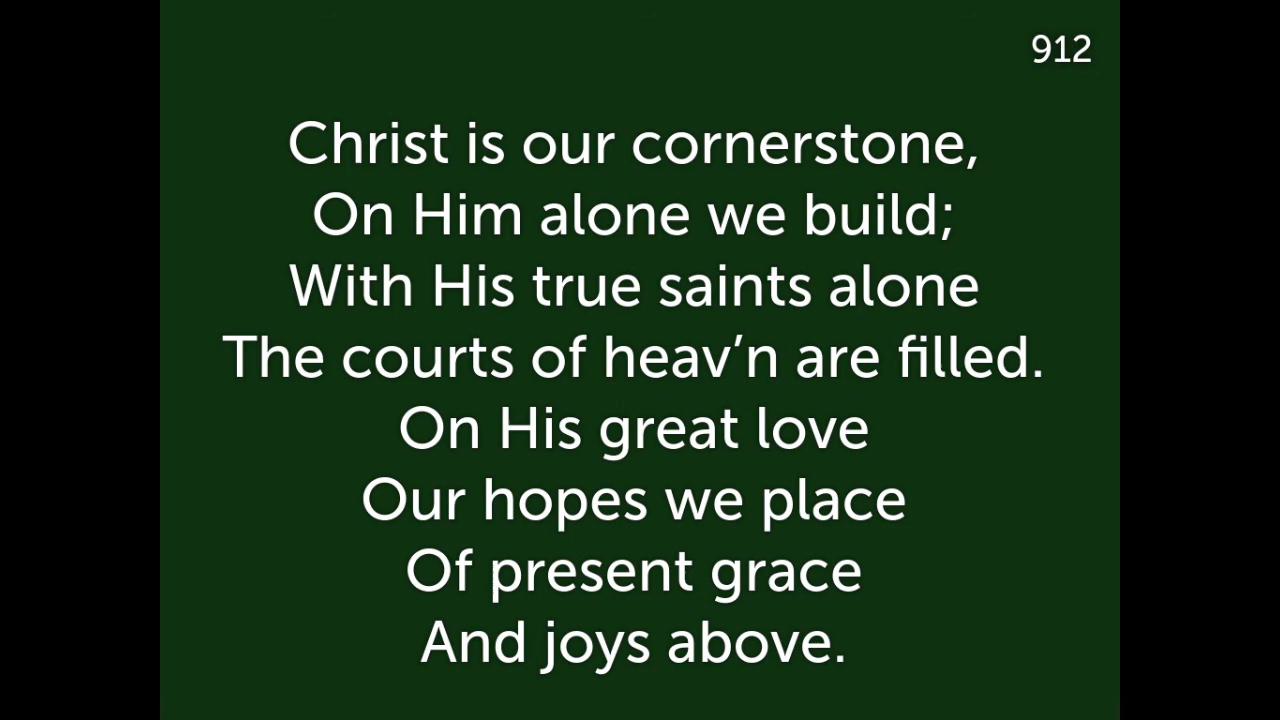 912
Christ is our cornerstone,
On Him alone we build;
With His true saints alone
The courts of heav’n are filled.
On His great love
Our hopes we place
Of present grace
And joys above.